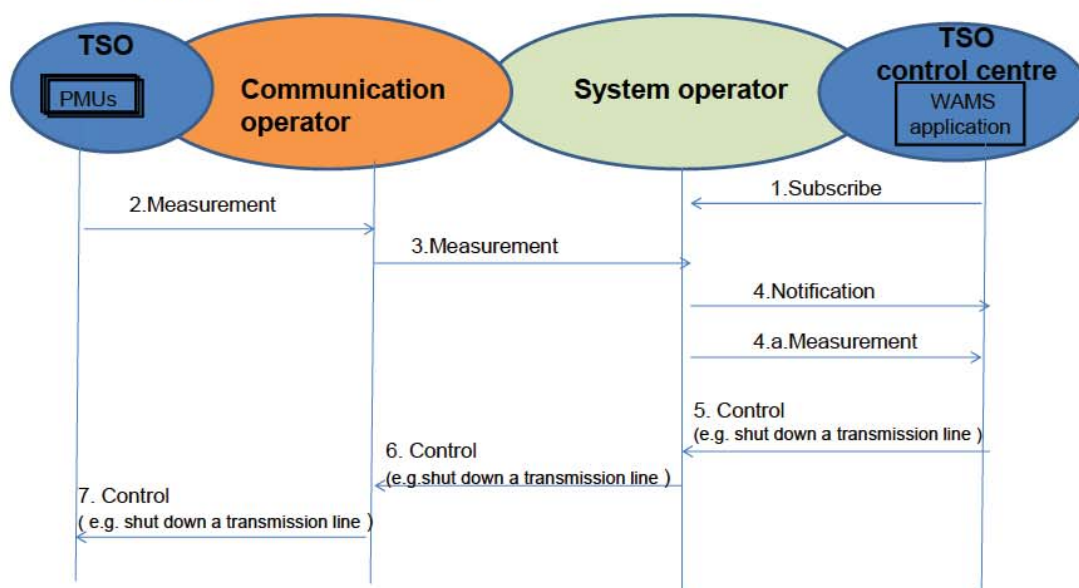 TSO
PMUs
Communication
operator
System operator
TSO
control centre
WAMS
application
1.Subscribe
2.Measurement
3.Measurement
4.Notification
4.a.Measurement
5. Control
(e.g. shut down a transmission line )
6. Control
(e.g.shut down a transmission line )
7. Control
( e.g. shut down a transmission line )